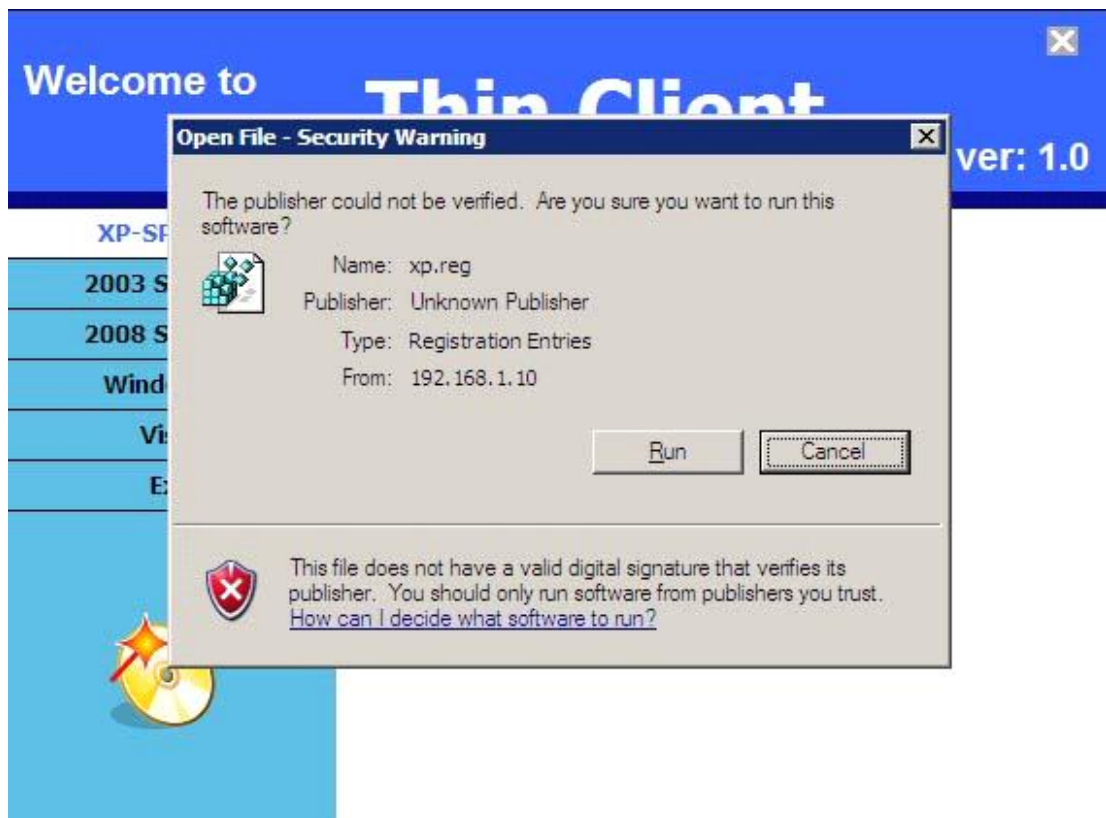 Welcome to
Thin Client
ver: 1.0
Open File - Security Warning
The publisher could not be verified. Are you sure you want to run this
software?
Name: xp.reg
Publisher: Unknown Publisher
Type: Registration Entries
From: 192.168.1.10
Run
Cancel
This file does not have a valid digital signature that verifies its
publisher. You should only run software from publishers you trust.
How can I decide what software to run?
2003
2008